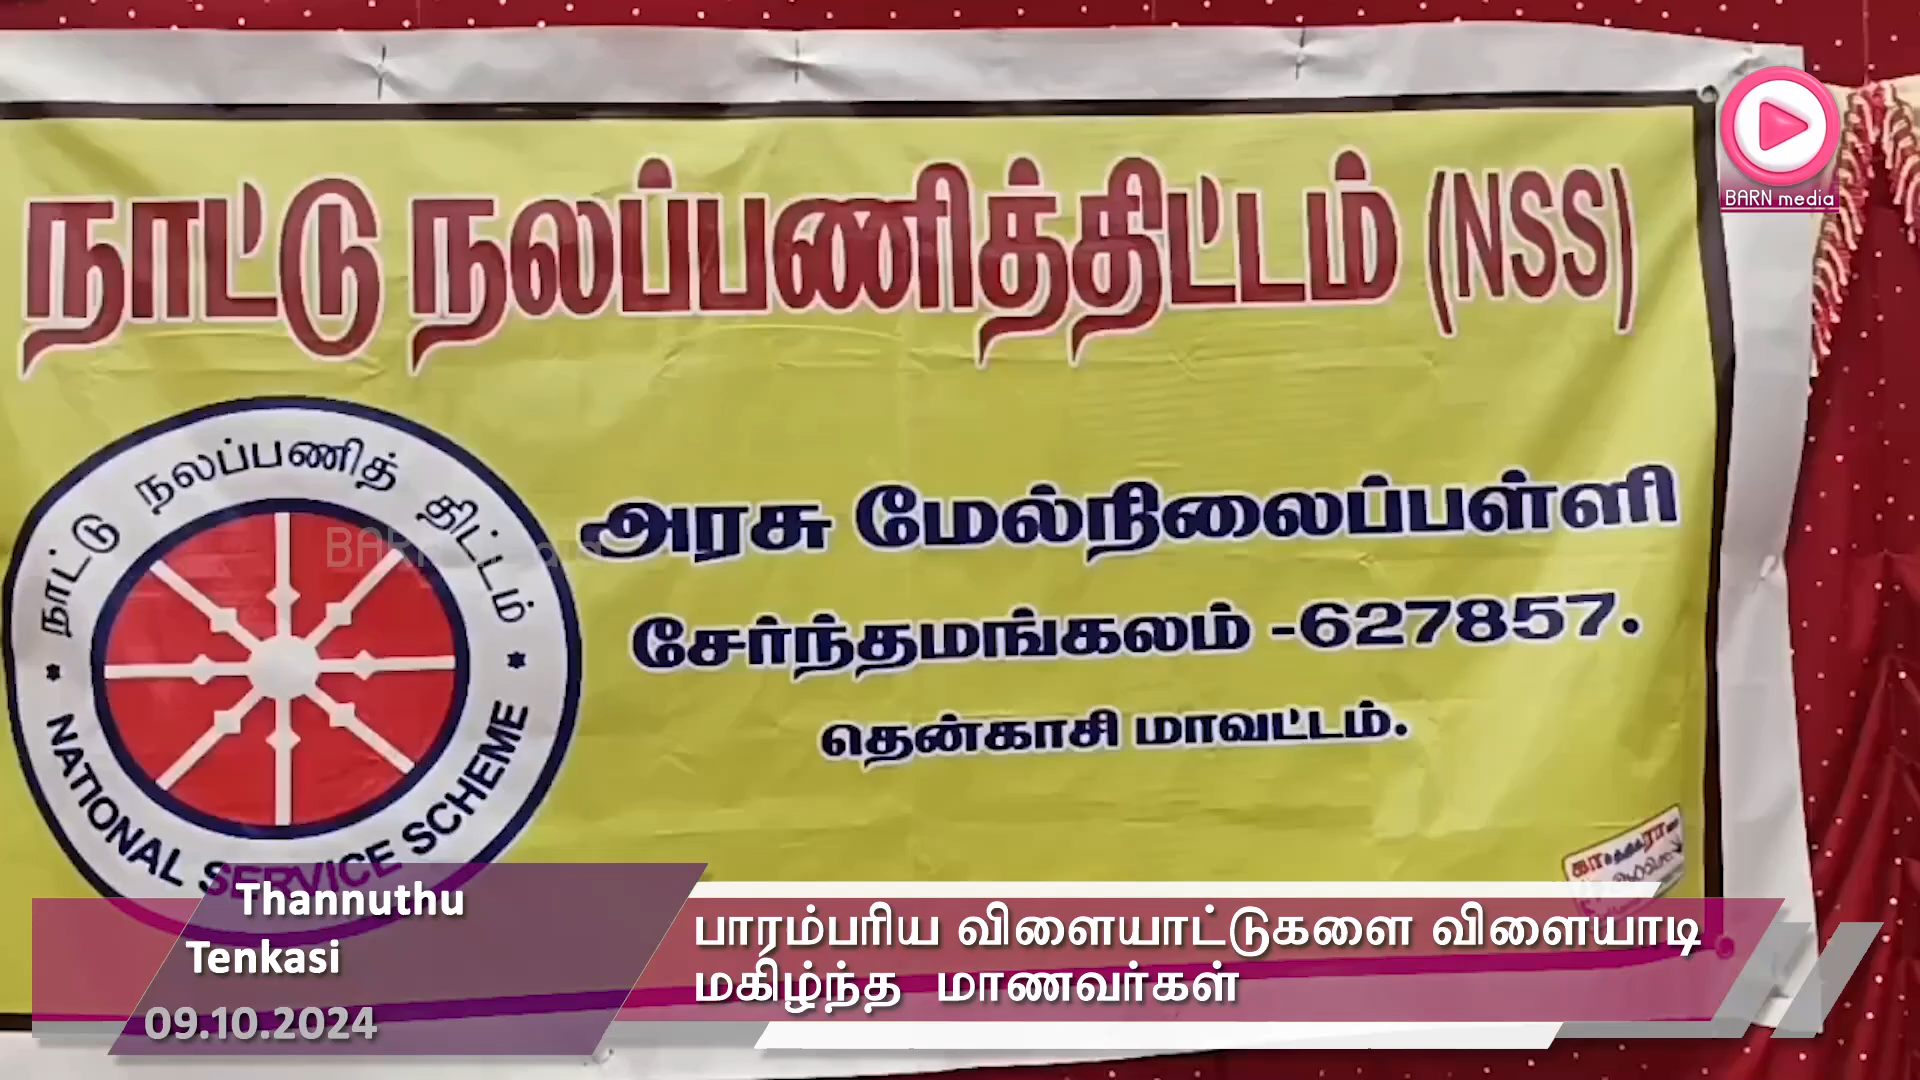 BARN media
நாட்டு நலப்பணித்திட்டம் (NSS)
நாட்டு நலப்பணித் திட்டம்
NATIONAL SERVICE SCHEME
அரசு மேல்நிலைப்பள்ளி
சேர்ந்தமங்கலம் -627857.
தென்காசி மாவட்டம்.
Thannuthu
Tenkasi
09.10.2024
பாரம்பரிய விளையாட்டுகளை விளையாடி
மகிழ்ந்த மாணவர்கள்